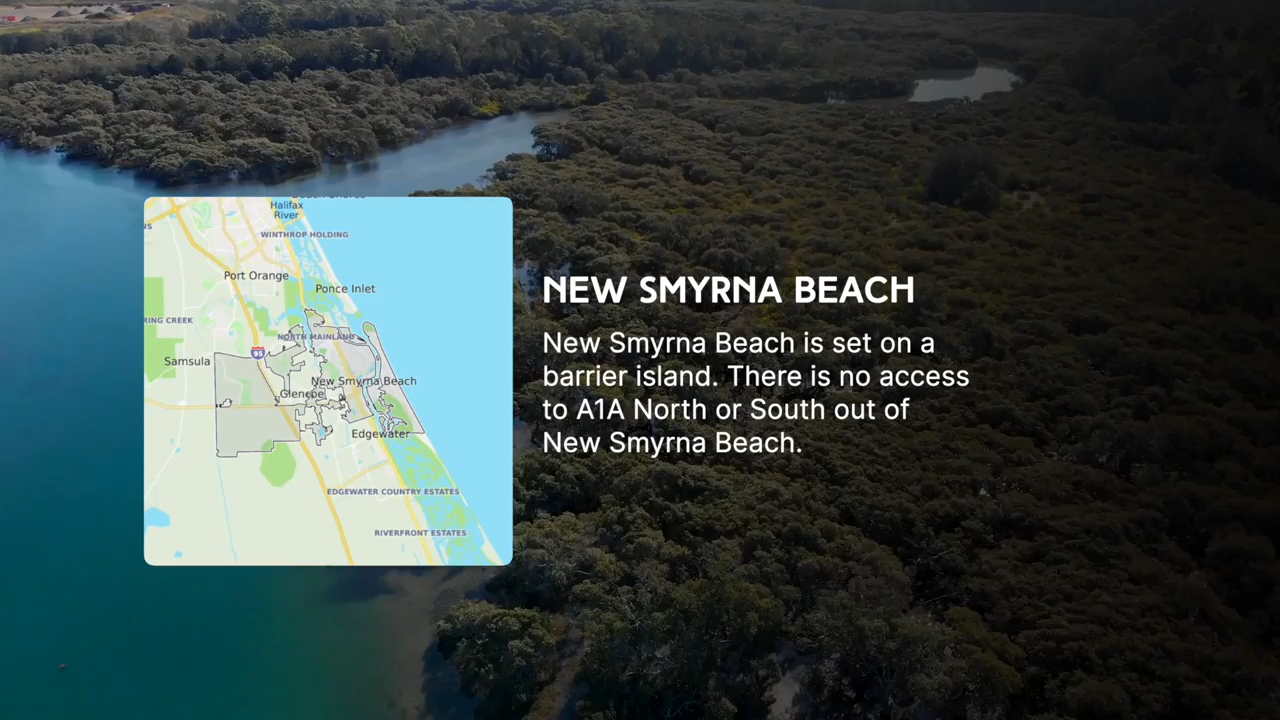 Halifax
River
WINTHROP HOLDING
Port Orange
Ponce Inlet
RING CREEK
NORTH MAINLAND
95
Samsula
New Smyrna Beach
Glencoe
Edgewater
EDGEWATER COUNTRY ESTATES
RIVERFRONT ESTATES
NEW SMYRNA BEACH
New Smyrna Beach is set on a
barrier island. There is no access
to A1A North or South out of
New Smyrna Beach.